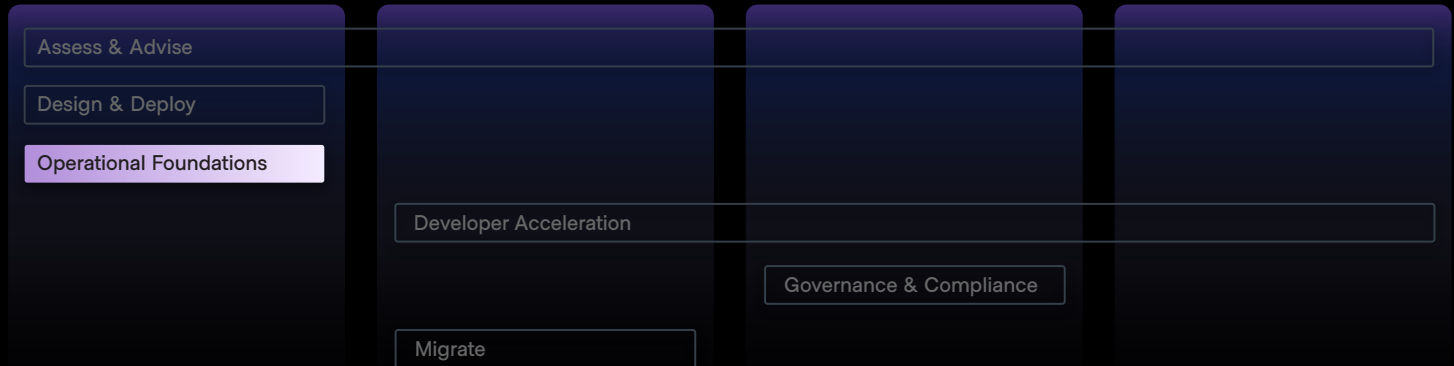 Assess & Advise
Design & Deploy
Operational Foundations
Developer Acceleration
Governance & Compliance
Migrate